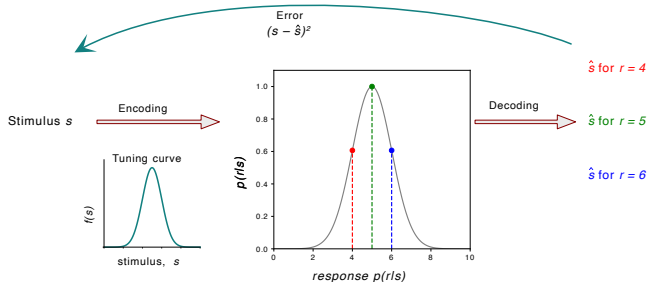 Error
(s − ŝ)²
Stimulus s
Encoding
Decoding
ŝ for r = 4
ŝ for r = 5
ŝ for r = 6
Tuning curve
f(s)
stimulus, s
p(r|s)
1.0
0.8
0.6
0.4
0.2
0.0
0
2
4
6
8
10
response p(r|s)